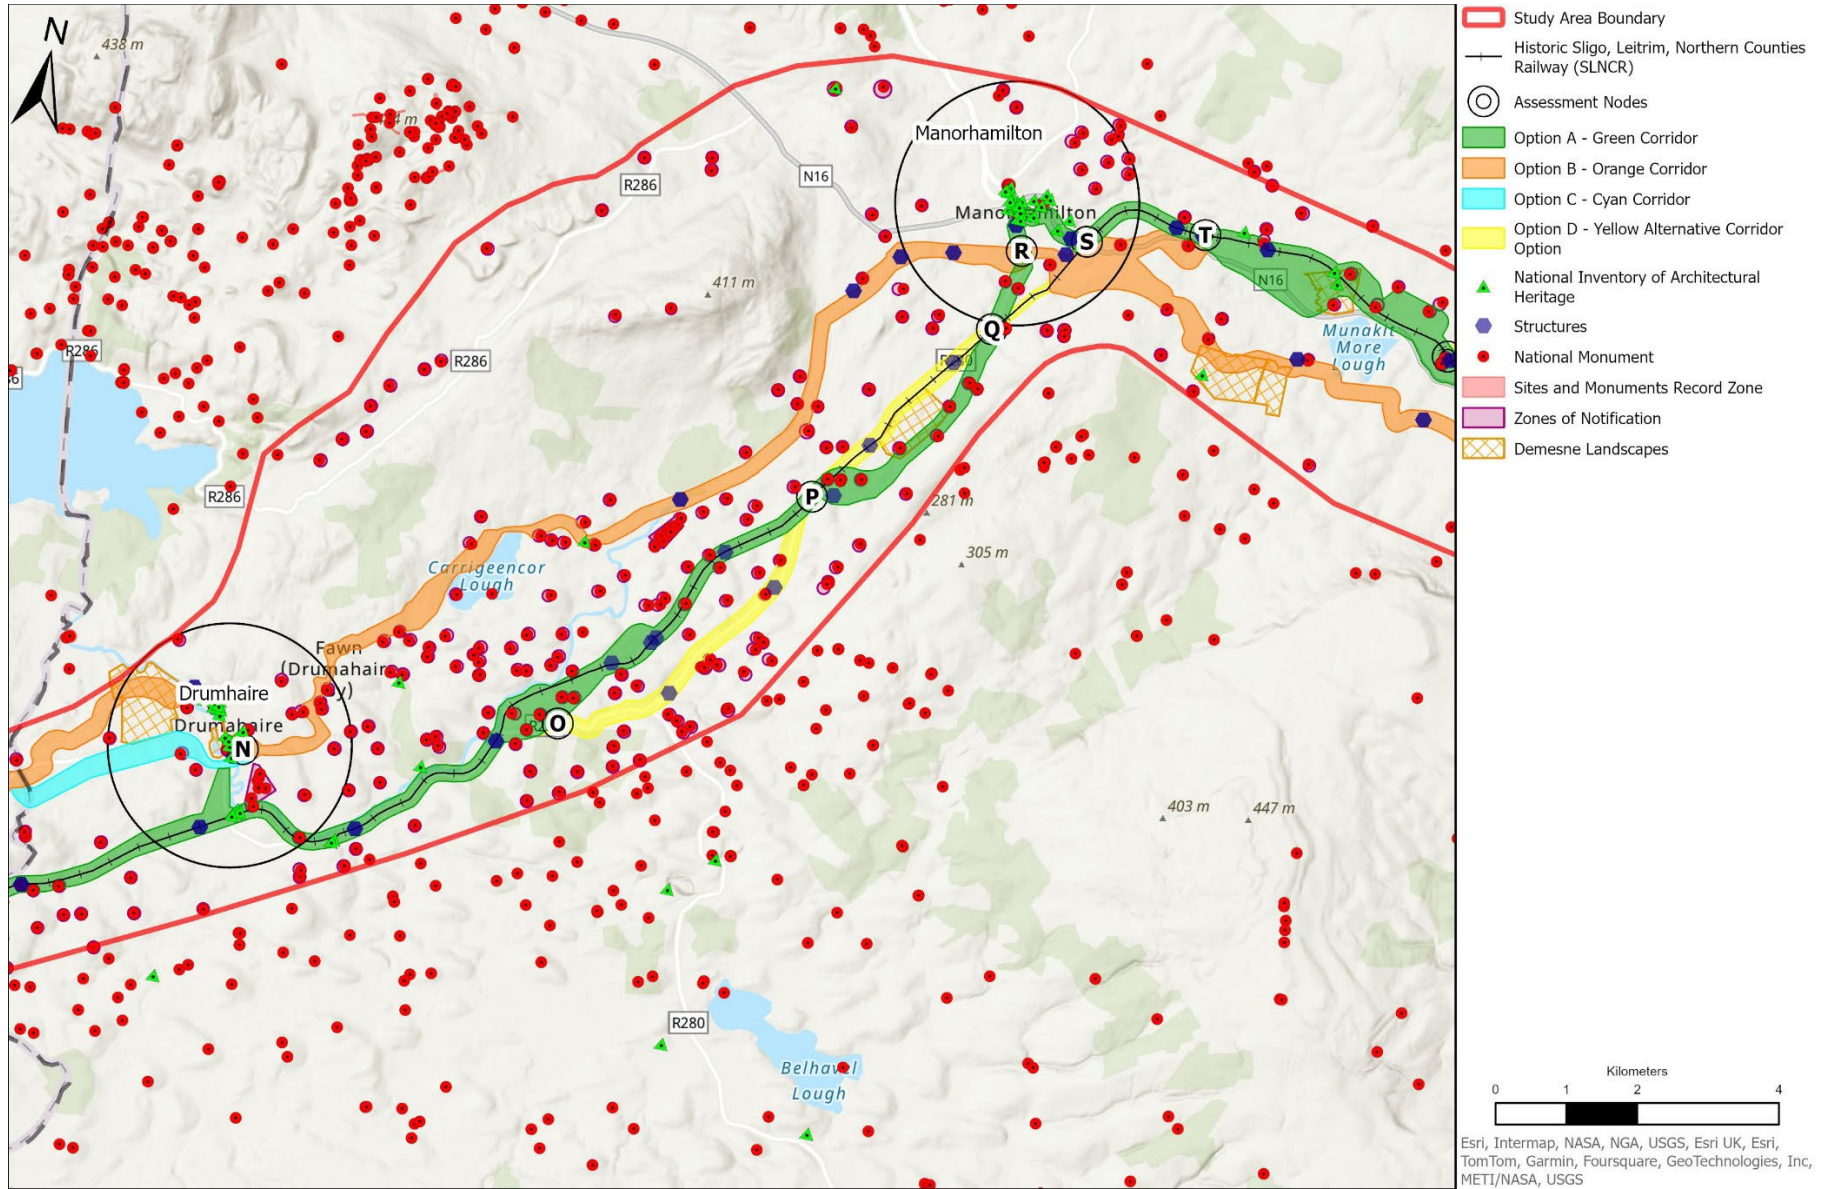 N
438 m
Manorhamilton
N16
R286
Manorhamilton
R
S
T
N16
411 m
Munakit
More
Lough
R286
R286
Q
R286
P
281 m
305 m
Carrigeencor
Lough
Fawn
(Drumahair
y)
Drumhaire
Drumahaire
N
O
403 m
447 m
R280
Belhavel
Lough
Study Area Boundary
Historic Sligo, Leitrim, Northern Counties
Railway (SLNCR)
Assessment Nodes
Option A - Green Corridor
Option B - Orange Corridor
Option C - Cyan Corridor
Option D - Yellow Alternative Corridor
Option
National Inventory of Architectural
Heritage
Structures
National Monument
Sites and Monuments Record Zone
Zones of Notification
Demesne Landscapes
Kilometers
0 1 2 4
Esri, Intermap, NASA, NGA, USGS, Esri UK, Esri,
TomTom, Garmin, Foursquare, GeoTechnologies, Inc,
METI/NASA, USGS